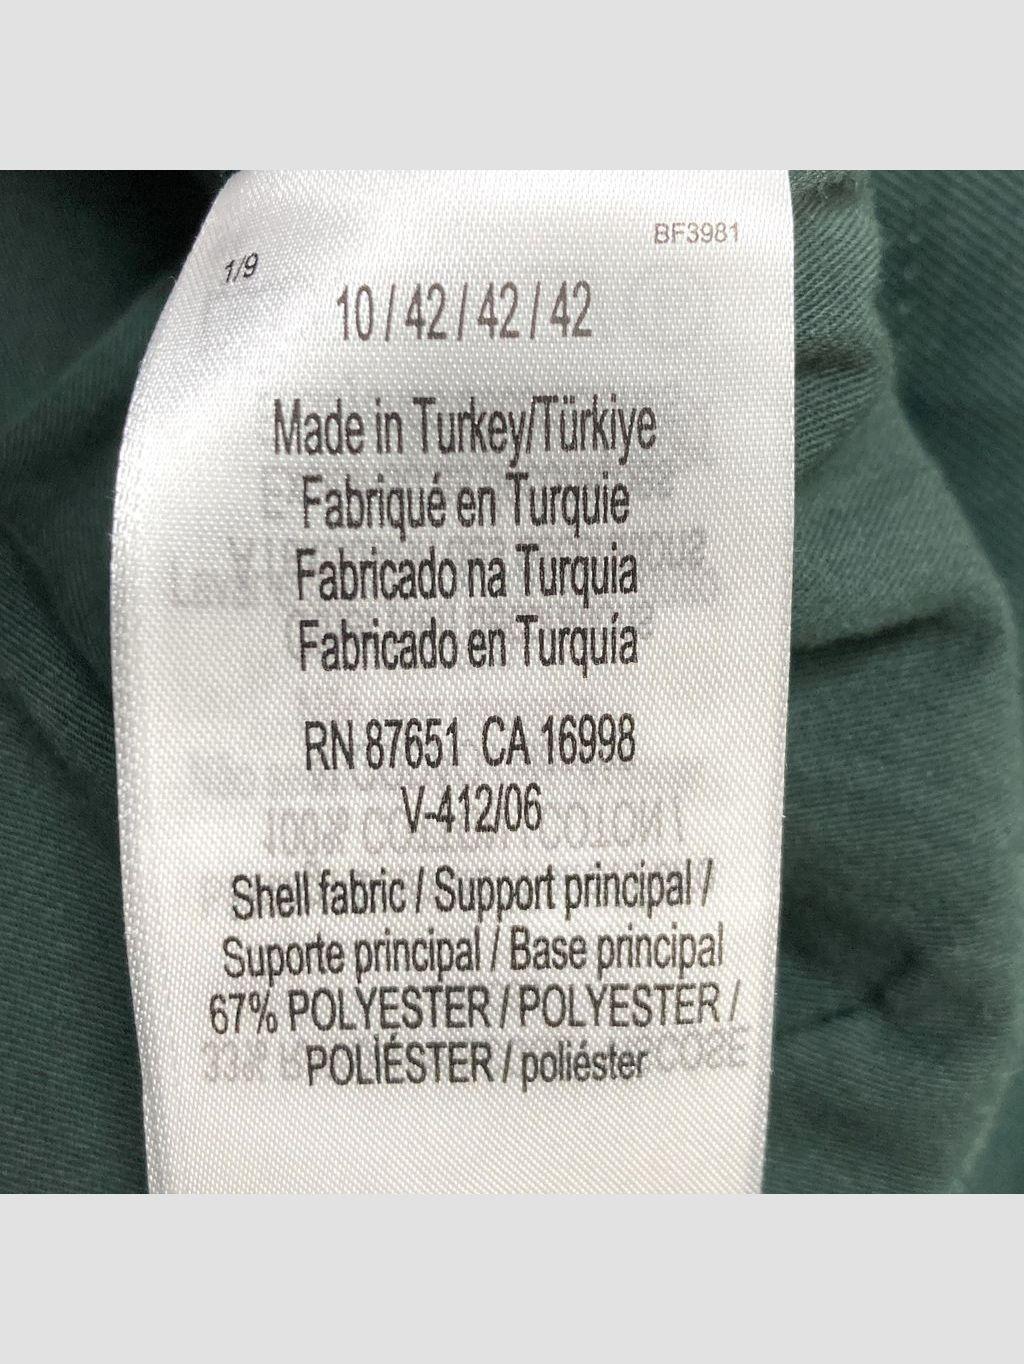 BF3981
1/9
10 / 42 / 42 / 42
Made in Turkey/Türkiye
Fabriqué en Turquie
Fabricado na Turquia
Fabricado en Turquía
RN 87651 CA 16998
V-412/06
Shell fabric / Support principal /
Suporte principal / Base principal
67% POLYESTER / POLYESTER /
POLIÉSTER / poliéster